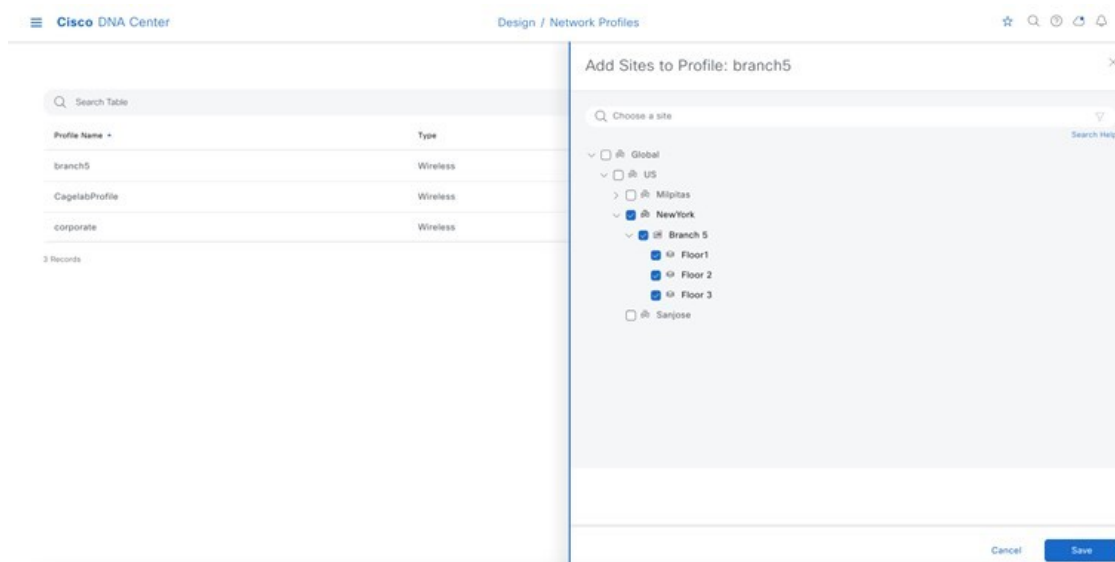 Cisco DNA Center
Design / Network Profiles
Search Table
Profile Name
Type
branch5
Wireless
CagelabProfile
Wireless
corporate
Wireless
3 Records
Add Sites to Profile: branch5
Choose a site
Search Help
Global
US
Milpitas
NewYork
Branch 5
Floor1
Floor 2
Floor 3
Sanjose
Cancel
Save